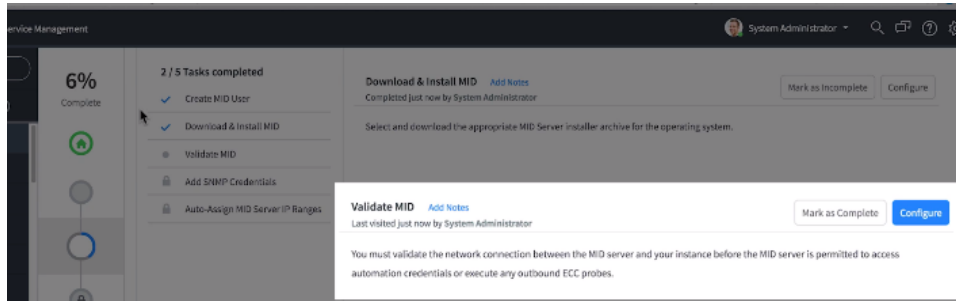 ervice Management
System Administrator
6%
Complete
2 / 5 Tasks completed
Create MID User
Download & Install MID
Validate MID
Add SNMP Credentials
Auto-Assign MID Server IP Ranges
Download & Install MID Add Notes
Completed just now by System Administrator
Mark as Incomplete Configure
Select and download the appropriate MID Server installer archive for the operating system.
Validate MID Add Notes
Last visited just now by System Administrator
Mark as Complete Configure
You must validate the network connection between the MID server and your instance before the MID server is permitted to access
automation credentials or execute any outbound ECC probes.